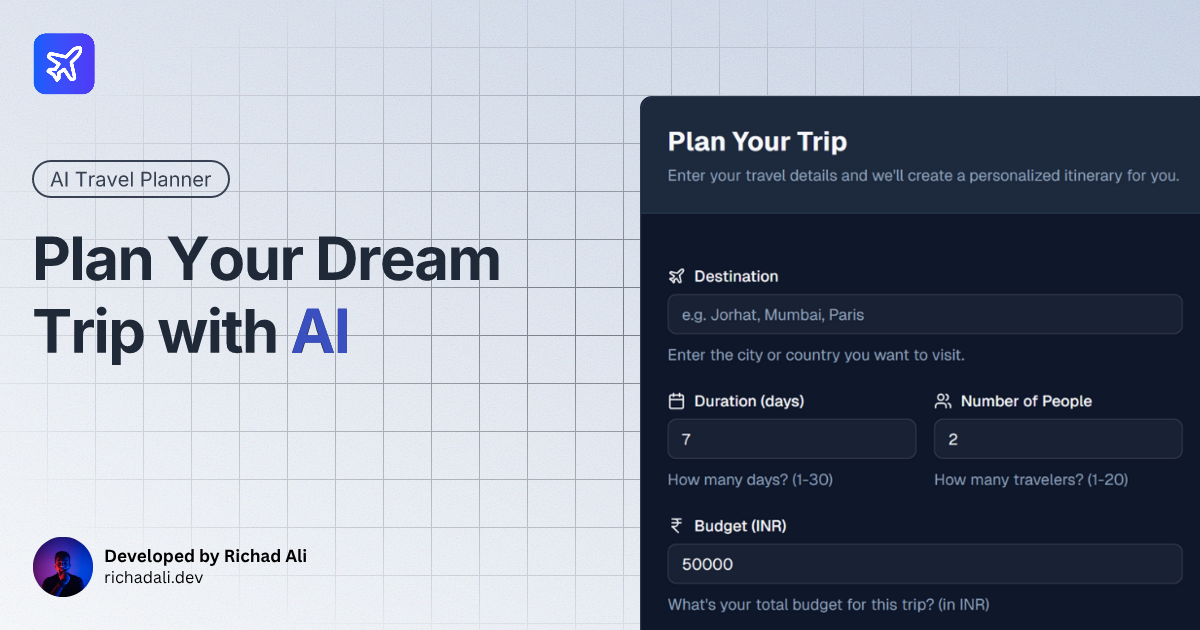 AI Travel Planner
Plan Your Dream
Trip with AI
Developed by Richad Ali
richadali.dev
Plan Your Trip
Enter your travel details and we'll create a personalized itinerary for you.
Destination
e.g. Jorhat, Mumbai, Paris
Enter the city or country you want to visit.
Duration (days)
7
How many days? (1-30)
Number of People
2
How many travelers? (1-20)
₹ Budget (INR)
50000
What's your total budget for this trip? (in INR)